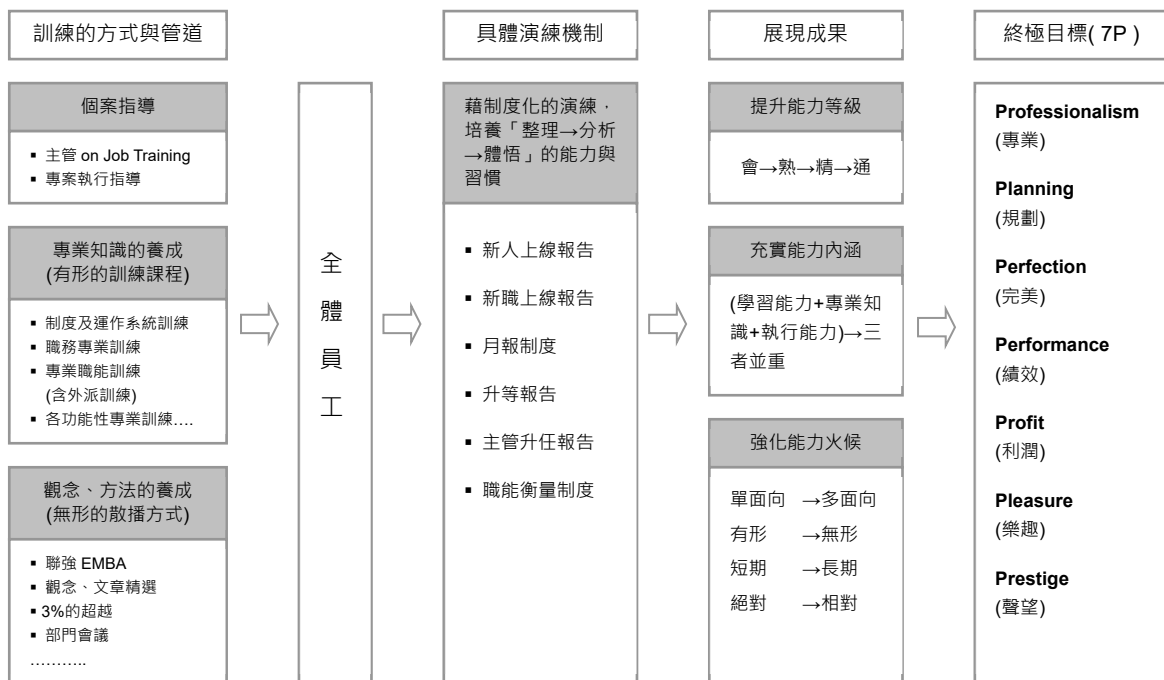 訓練的方式與管道
個案指導
▪ 主管 on Job Training
▪ 專案執行指導
專業知識的養成
(有形的訓練課程)
▪ 制度及運作系統訓練
▪ 職務專業訓練
▪ 專業職能訓練
(含外派訓練)
▪ 各功能性專業訓練....
觀念、方法的養成
(無形的散播方式)
▪ 聯強 EMBA
▪ 觀念、文章精選
▪ 3%的超越
▪ 部門會議
………..
全
體
員
工
具體演練機制
藉制度化的演練，
培養「整理→分析
→體悟」的能力與
習慣
▪ 新人上線報告
▪ 新職上線報告
▪ 月報制度
▪ 升等報告
▪ 主管升任報告
▪ 職能衡量制度
展現成果
提升能力等級
會→熟→精→通
充實能力內涵
(學習能力+專業知
識+執行能力)→三
者並重
強化能力火候
單面向 →多面向
有形 →無形
短期 →長期
絕對 →相對
終極目標( 7P )
Professionalism
(專業)
Planning
(規劃)
Perfection
(完美)
Performance
(績效)
Profit
(利潤)
Pleasure
(樂趣)
Prestige
(聲望)